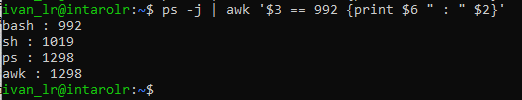 ivan_lr@intarolr:~$ ps -j | awk '$3 == 992 {print $6 " : " $2}'
bash : 992
sh : 1019
ps : 1298
awk : 1298
ivan_lr@intarolr:~$